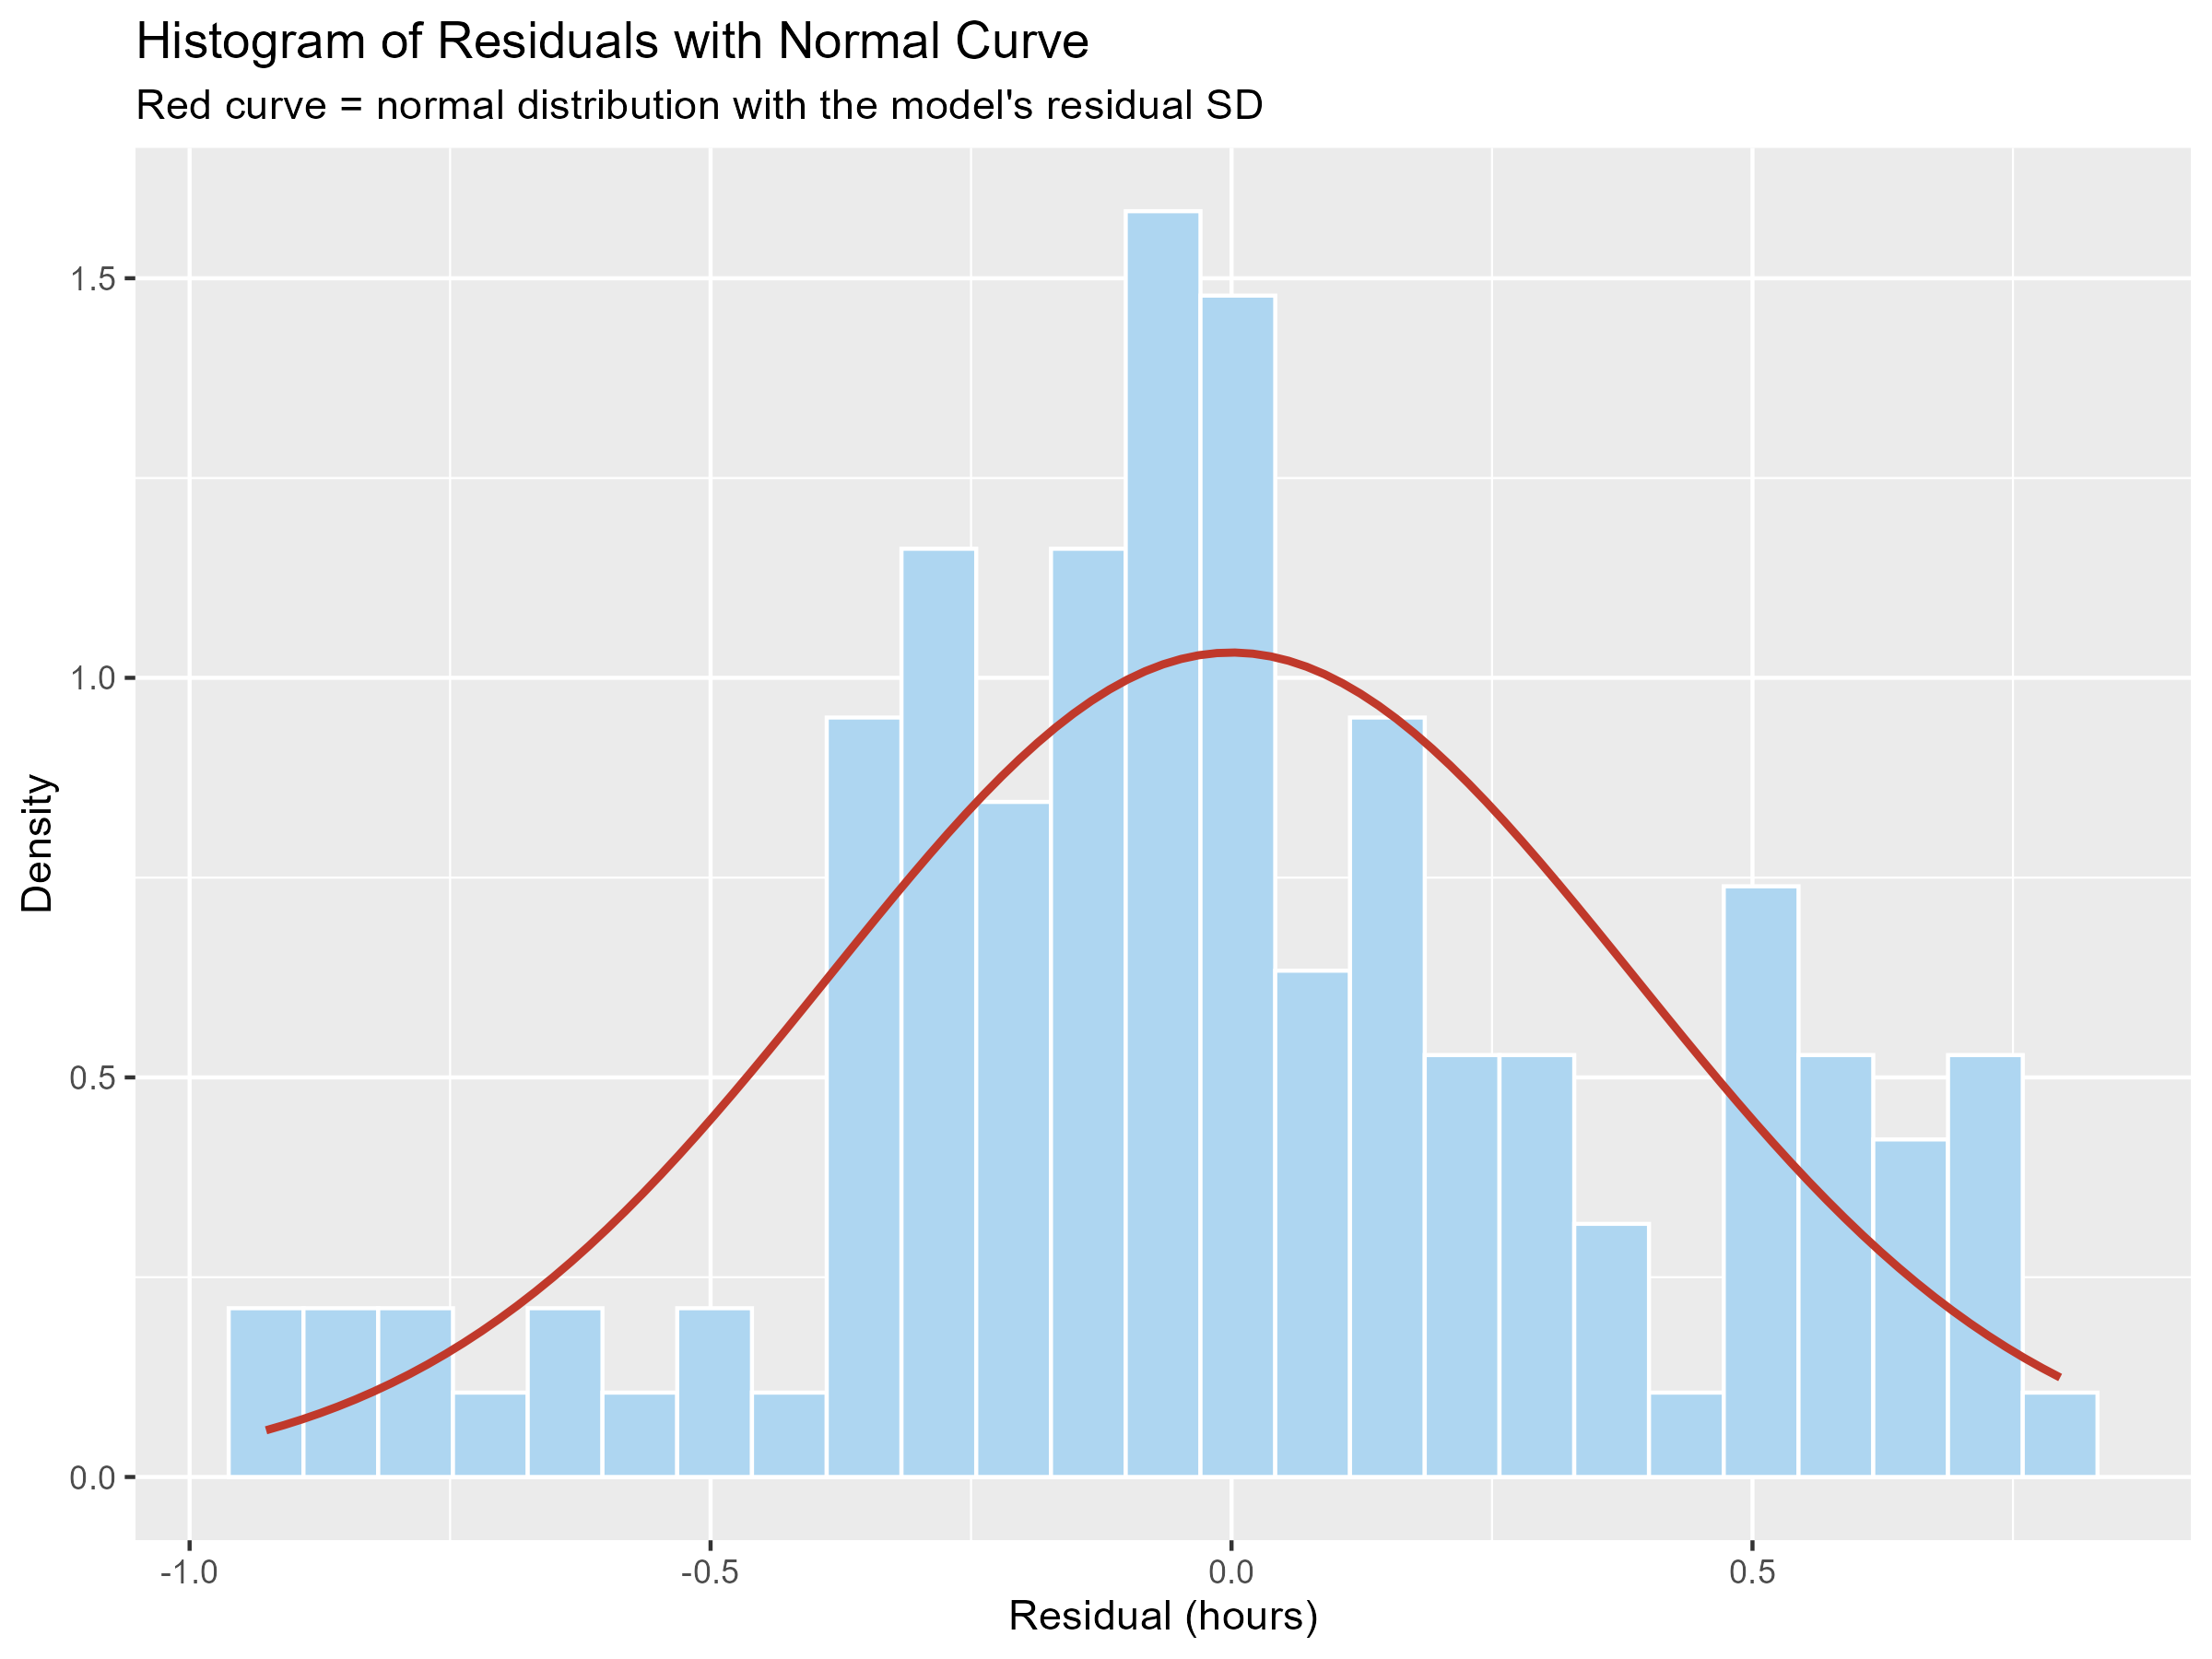 Histogram of Residuals with Normal Curve
Red curve = normal distribution with the model's residual SD
1.5
1.0
0.5
0.0
Density
-1.0 -0.5 0.0 0.5
Residual (hours)